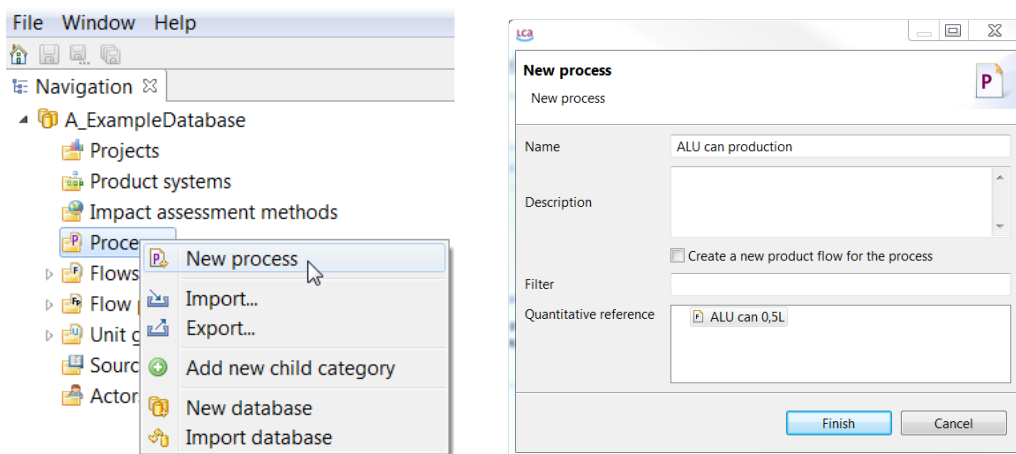 File Window Help
Navigation
A_ExampleDatabase
Projects
Product systems
Impact assessment methods
Proce
New process
Flows
Import...
Flow
Export...
Unit g
Sourc
Add new child category
Actor
New database
Import database
LCA
New process
New process
P
Name ALU can production
Description
Create a new product flow for the process
Filter
Quantitative reference ALU can 0,5L
Finish Cancel